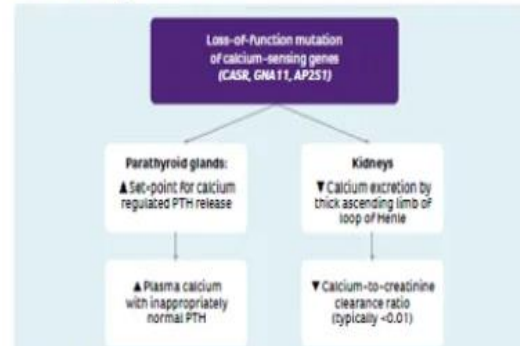 Loss-of-function mutation
of calcium-sensing genes
(CASR, GNA11, AP2S1)
Parathyroid glands:
▲ Set-point for calcium
regulated PTH release
Kidneys
▼ Calcium excretion by
thick ascending limb of
loop of Henle
▲ Plasma calcium
with inappropriately
normal PTH
▼ Calcium-to-creatinine
clearance ratio
(typically <0.01)